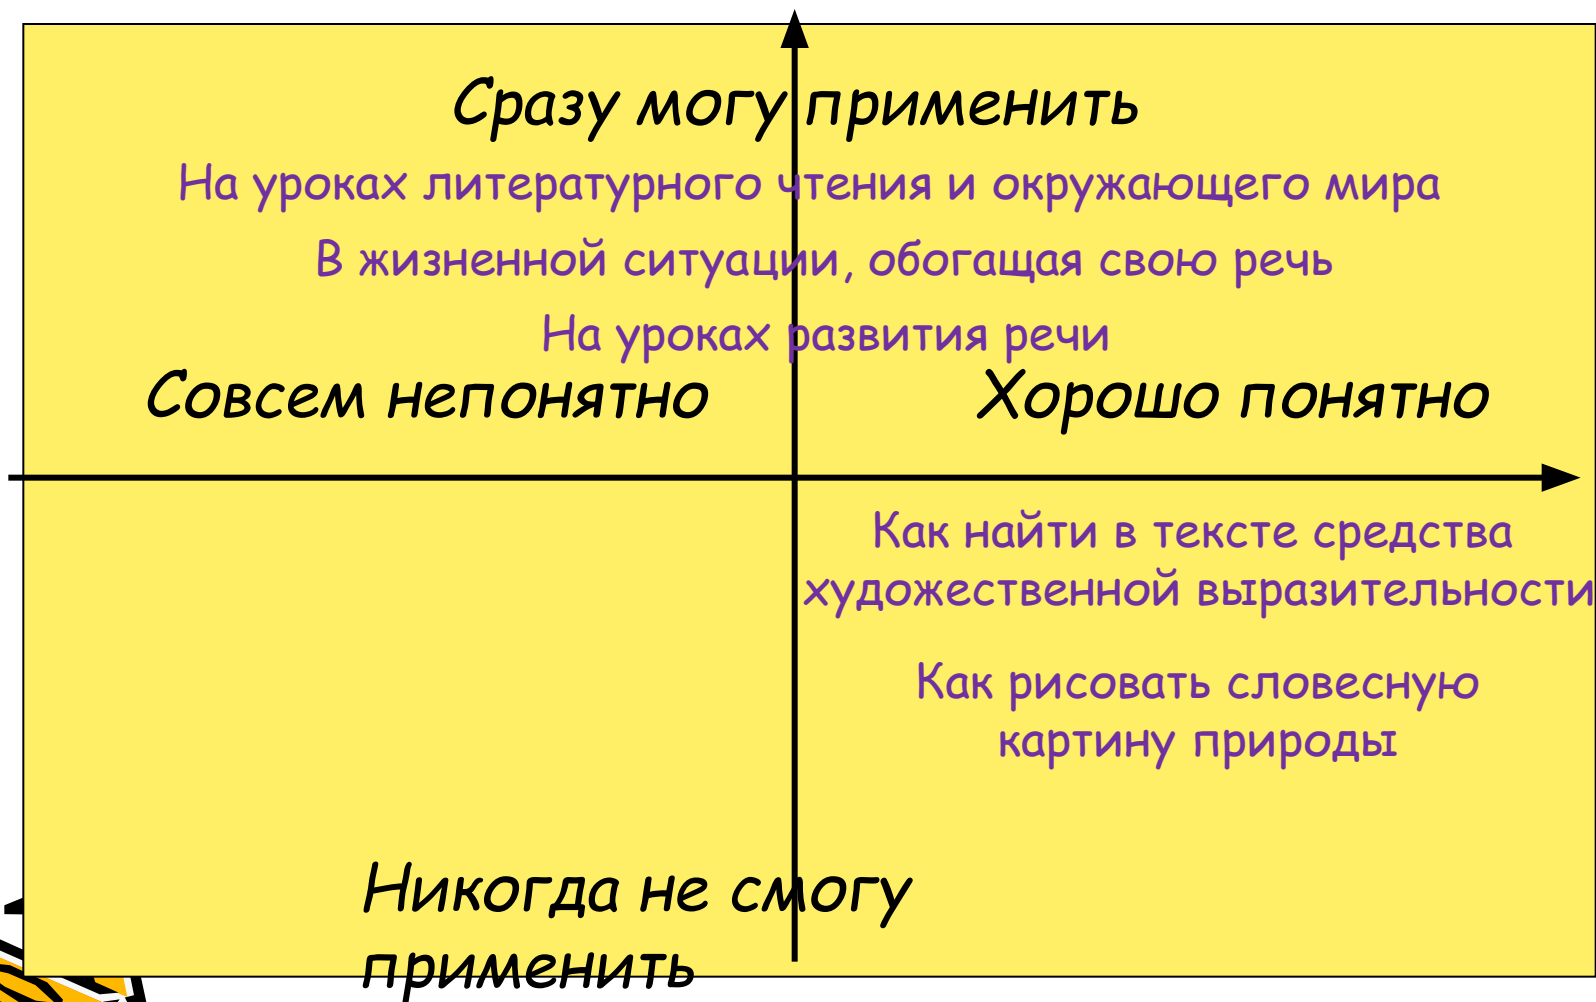 Сразу могу применить
На уроках литературного чтения и окружающего мира
В жизненной ситуации, обогащая свою речь
На уроках развития речи
Совсем непонятно
Хорошо понятно
Как найти в тексте средства
художественной выразительности
Как рисовать словесную
картину природы
Никогда не смогу
применить